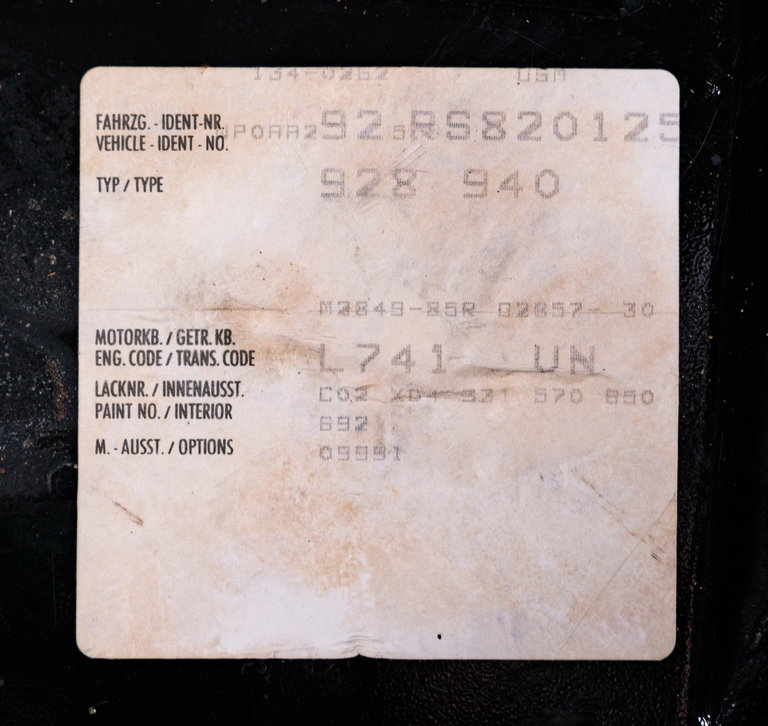 134-0262 USM
FAHRZG. - IDENT-NR. 92 RS820125
VEHICLE - IDENT - NO.
TYP / TYPE 928 940
M2849-85R 02857- 30
MOTORKB. / GETR. KB.
ENG. CODE / TRANS. CODE L741 UN
LACKNR. / INNENAUSST. C02 XD4 321 570 650
PAINT NO. / INTERIOR 692
M. - AUSST. / OPTIONS 09991